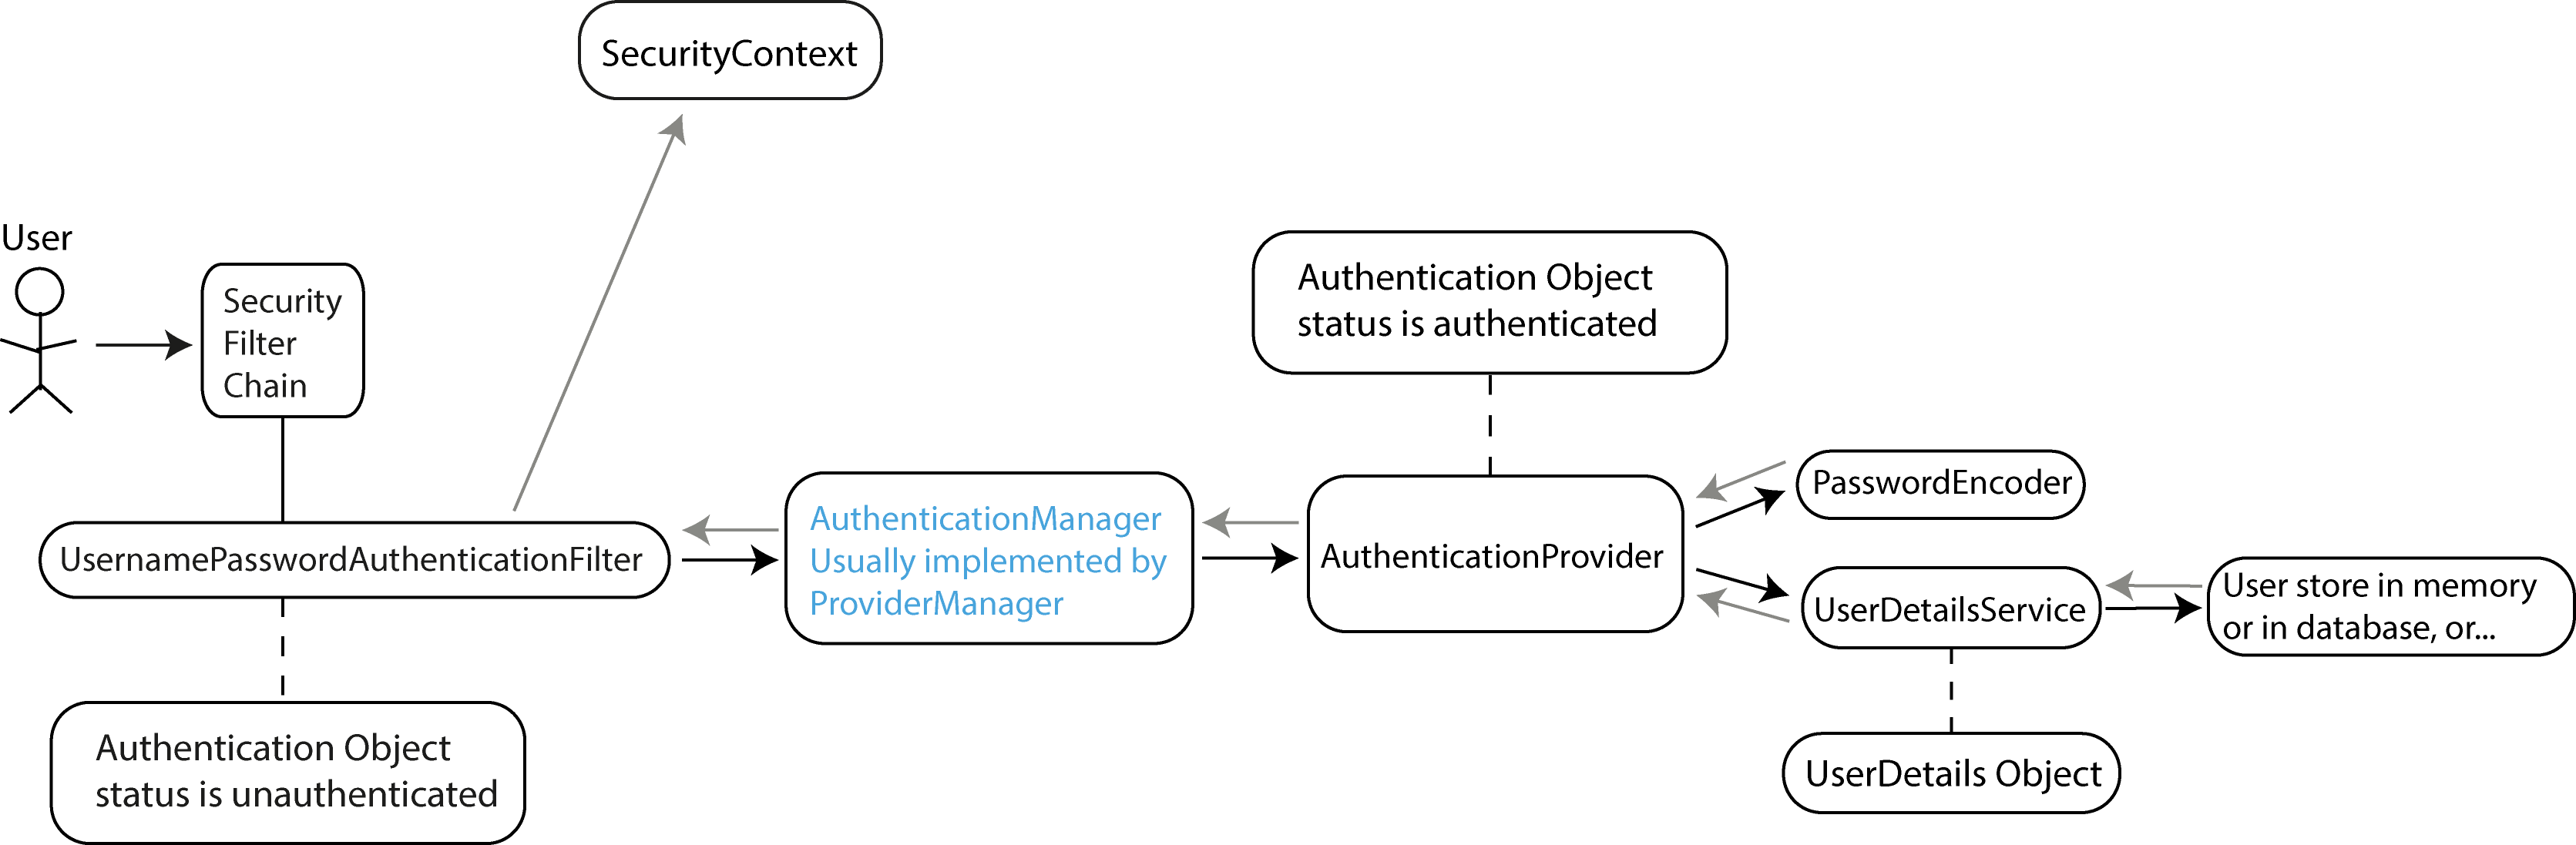 SecurityContext
User
Security
Filter
Chain
Authentication Object
status is authenticated
UsernamePasswordAuthenticationFilter
AuthenticationManager
Usually implemented by
ProviderManager
AuthenticationProvider
PasswordEncoder
UserDetailsService
User store in memory
or in database, or...
Authentication Object
status is unauthenticated
UserDetails Object